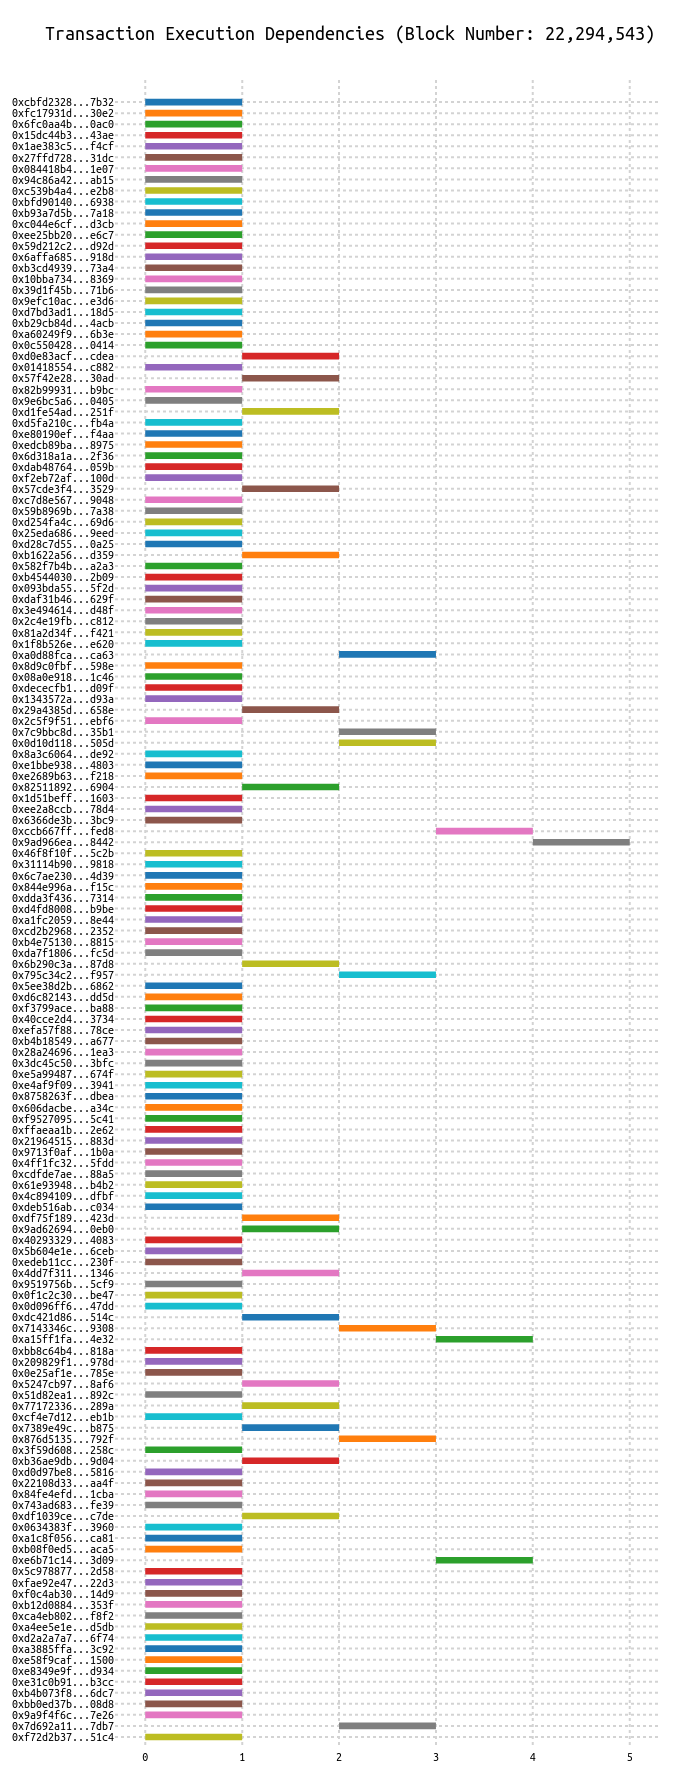 Transaction Execution Dependencies (Block Number: 22,294,543)
0xcbfd2328...7b32
0xfc17931d...30e2
0x6fc0aa4b...0ac0
0x15dc44b3...43ae
0x1ae383c5...f4cf
0x27ffd728...31dc
0x084418b4...1e07
0x94c86a42...ab15
0xc539b4a4...e2b8
0xbfd90140...6938
0xb93a7d5b...7a18
0xc044e6cf...d3cb
0xee25bb20...e6c7
0x59d212c2...d92d
0x6affa685...918d
0xb3cd4939...73a4
0x10bba734...8369
0x39d1f45b...71b6
0x9efc10ac...e3d6
0xd7bd3ad1...18d5
0xb29cb84d...4acb
0xa60249f9...6b3e
0x0c550428...0414
0xd0e83acf...cdea
0x01418554...c882
0x57f42e28...30ad
0x82b99931...b9bc
0x9e6bc5a6...0405
0xd1fe54ad...251f
0xd5fa210c...fb4a
0xe80190ef...f4aa
0xedcb89ba...8975
0x6d318a1a...2f36
0xdab48764...059b
0xf2eb72af...100d
0x57cde3f4...3529
0xc7d8e567...9048
0x59b8969b...7a38
0xd254fa4c...69d6
0x25eda686...9eed
0xd28c7d55...0a25
0xb1622a56...d359
0x582f7b4b...a2a3
0xb4544030...2b09
0x093bda55...5f2d
0xdaf31b46...629f
0x3e494614...d48f
0x2c4e19fb...c812
0x81a2d34f...f421
0x1f8b526e...e620
0xa0d88fca...ca63
0x8d9c0fbf...598e
0x08a0e918...1c46
0xdececfb1...d09f
0x1343572a...d93a
0x29a4385d...658e
0x2c5f9f51...ebf6
0x7c9bbc8d...35b1
0x0d10d118...505d
0x8a3c6064...de92
0xe1bbe938...4803
0xe2689b63...f218
0x82511892...6904
0x1d51beff...1603
0xee2a8ccb...78d4
0x6366de3b...3bc9
0xccb667ff...fed8
0x9ad966ea...8442
0x46f8f10f...5c2b
0x31114b90...9818
0x6c7ae230...4d39
0x844e996a...f15c
0xdda3f436...7314
0xd4fd8008...b9be
0xa1fc2059...8e44
0xcd2b2968...2352
0xb4e75130...8815
0xda7f1806...fc5d
0x6b290c3a...87d8
0x795c34c2...f957
0x5ee38d2b...6862
0xd6c82143...dd5d
0xf3799ace...ba88
0x40cce2d4...3734
0xefa57f88...78ce
0xb4b18549...a677
0x28a24696...1ea3
0x3dc45c50...3bfc
0xe5a99487...674f
0xe4af9f09...3941
0x8758263f...dbea
0x606dacbe...a34c
0xf9527095...5c41
0xffaeaa1b...2e62
0x21964515...883d
0x9713f0af...1b0a
0x4ff1fc32...5fdd
0xcdfde7ae...88a5
0x61e93948...b4b2
0x4c894109...dfbf
0xdeb516ab...c034
0xdf75f189...423d
0x9ad62694...0eb0
0x40293329...4083
0x5b604e1e...6ceb
0xedeb11cc...230f
0x4dd7f311...1346
0x9519756b...5cf9
0x0f1c2c30...be47
0x0d096ff6...47dd
0xdc421d86...514c
0x7143346c...9308
0xa15ff1fa...4e32
0xbb8c64b4...818a
0x209829f1...978d
0x0e25af1e...785e
0x5247cb97...8af6
0x51d82ea1...892c
0x77172336...289a
0xcf4e7d12...eb1b
0x7389e49c...b875
0x876d5135...792f
0x3f59d608...258c
0xb36ae9db...9d04
0xd0d97be8...5816
0x22108d33...aa4f
0x84fe4efd...1cba
0x743ad683...fe39
0xdf1039ce...c7de
0x0634383f...3960
0xa1c8f056...ca81
0xb08f0ed5...aca5
0xe6b71c14...3d09
0x5c978877...2d58
0xfae92e47...22d3
0xf0c4ab30...14d9
0xb12d0884...353f
0xca4eb802...f8f2
0xa4ee5e1e...d5db
0xd2a2a7a7...6f74
0xa3885ffa...3c92
0xe58f9caf...1500
0xe8349e9f...d934
0xe31c0b91...b3cc
0xb4b073f8...6dc7
0xbb0ed37b...08d8
0x9a9f4f6c...7e26
0x7d692a11...7db7
0xf72d2b37...51c4
0 1 2 3 4 5